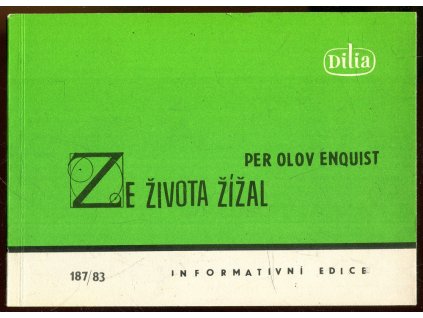 Dilia
PER OLOV ENQUIST
ZE ŽIVOTA ŽÍŽAL
187/83 INFORMATIVNÍ EDICE